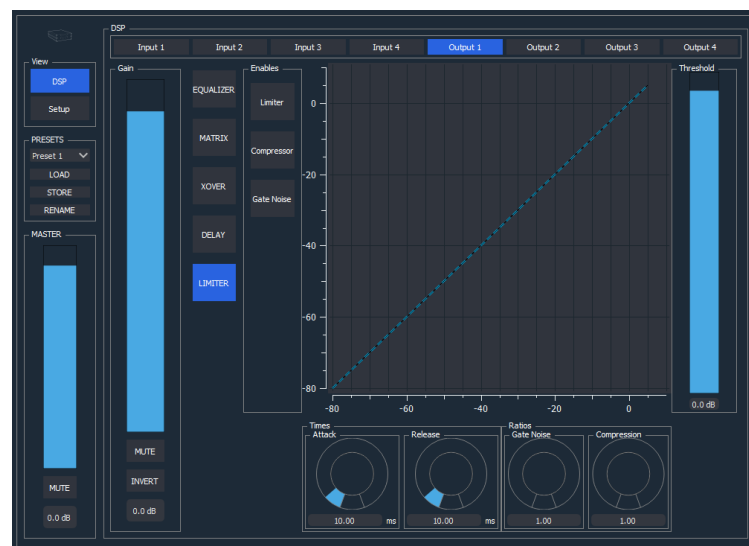 DSP
Input 1 Input 2 Input 3 Input 4 Output 1 Output 2 Output 3 Output 4
View
DSP
Setup
PRESETS
Preset 1
LOAD
STORE
RENAME
MASTER
MUTE
0.0 dB
Gain
MUTE
INVERT
0.0 dB
EQUALIZER
MATRIX
XOVER
DELAY
LIMITER
Enables
Limiter
Compressor
Gate Noise
0
-20
-40
-60
-80
-80 -60 -40 -20 0
Threshold
0.0 dB
Times
Attack
10.00 ms
Release
10.00 ms
Ratios
Gate Noise
1.00
Compression
1.00